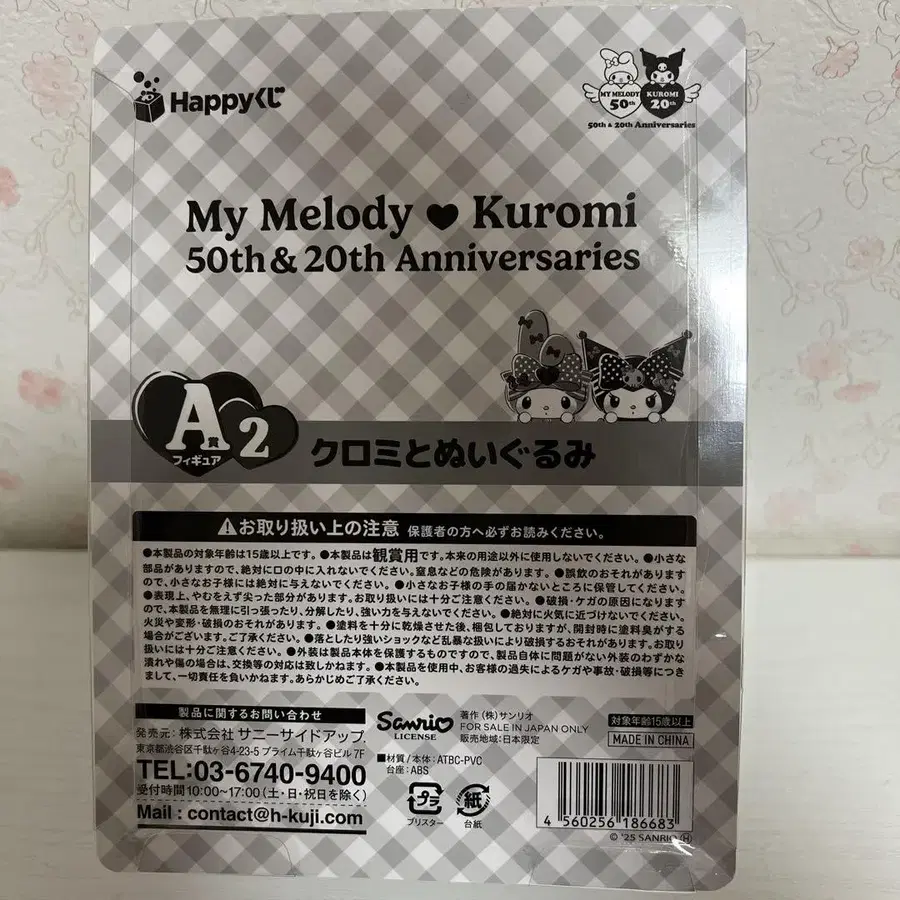 Happyくじ
MY MELODY
50th
KUROMI
20th
50th & 20th Anniversaries
My Melody ♥ Kuromi
50th & 20th Anniversaries
A賞
フィギュア
2
クロミとぬいぐるみ
⚠お取り扱い上の注意 保護者の方へ必ずお読みください。
●本製品の対象年齢は15歳以上です。●本製品は観賞用です。本来の用途以外に使用しないでください。●小さな
部品がありますので、絶対に口の中に入れないでください。窒息などの危険があります。●誤飲のおそれがあります
ので、小さなお子様には絶対に与えないでください。●小さなお子様の手の届かないところに保管してください。
●表現上、やむをえず尖った部分があります。お取り扱いには十分ご注意ください。●破損・ケガの原因になります
ので、本製品を無理に引っ張ったり、分解したり、強い力を与えないでください。●絶対に火気に近づけないでください。
火災や変形・破損のおそれがあります。●塗料を十分に乾燥させた後、梱包しておりますが、開封時に塗料臭がする
場合がございます。ご了承ください。●落としたり強いショックなど乱暴な扱いにより破損するおそれがあります。お取り
扱いには十分ご注意ください。●外装は製品本体を保護するものですので、製品自体に問題がない外装のわずかな
潰れや傷の場合は、交換等の対応は致しかねます。●本製品を使用中、お客様の過失によるケガや事故・破損等につき
まして、一切責任を負いかねます。あらかじめご了承ください。
製品に関するお問い合わせ
発売元：株式会社 サニーサイドアップ
東京都渋谷区千駄ヶ谷4-23-5 プライム千駄ヶ谷ビル 7F
TEL:03-6740-9400
受付時間10:00~17:00(土・日・祝日を除く)
Mail : contact@h-kuji.com
Sanrio
LICENSE
著作（株）サンリオ
FOR SALE IN JAPAN ONLY
販売地域：日本限定
■材質／本体：ATBC-PVC
台座：ABS
プラ
ブリスター
紙
台紙
対象年齢15歳以上
MADE IN CHINA
4 560256 186683
© '25 SANRIO Ⓗ